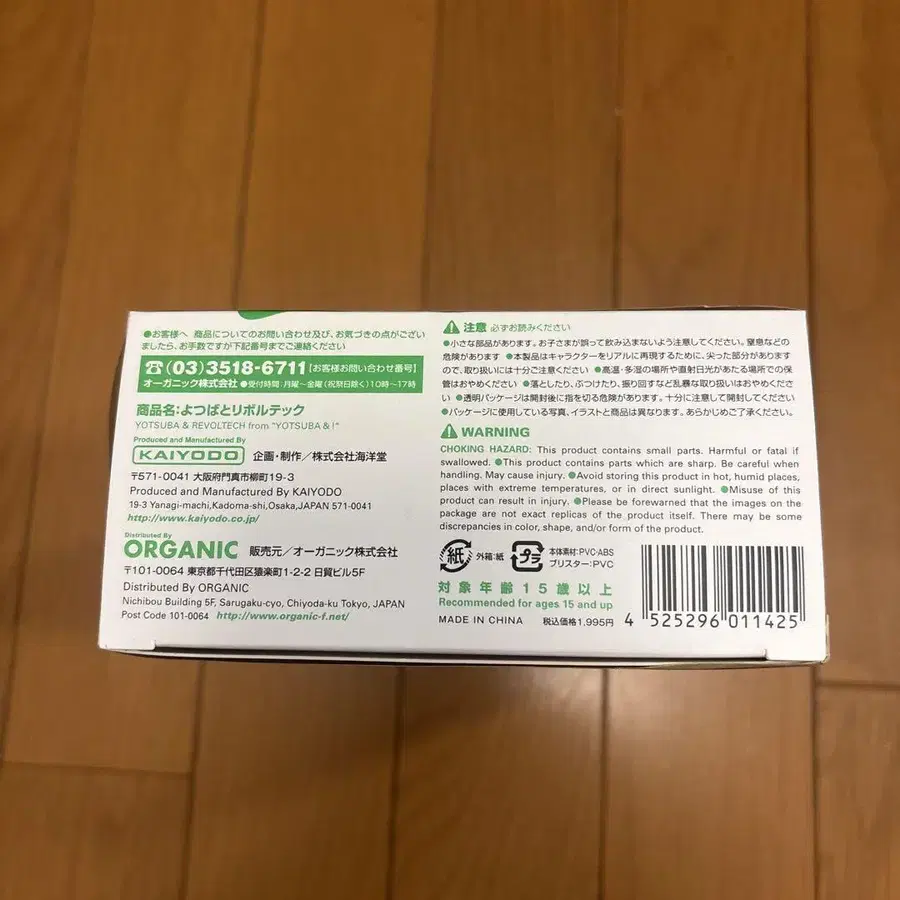 ●お客様へ 商品についてのお問い合わせ及び、お気づきの点がござい
ましたら、お手数ですが下記番号までご連絡ください
☎(03)3518-6711【お客様お問い合わせ番号】
オーガニック株式会社●受付時間:月曜〜金曜(祝祭日除く)10時〜17時
商品名:よつばとリボルテック
YOTSUBA & REVOLTECH from "YOTSUBA & !"
Produced and Manufactured By
KAIYODO 企画・制作/株式会社海洋堂
〒571-0041 大阪府門真市柳町19-3
Produced and Manufactured By KAIYODO
19-3 Yanagi-machi,Kadoma-shi,Osaka,JAPAN 571-0041
http://www.kaiyodo.co.jp/
Distributed By
ORGANIC 販売元/オーガニック株式会社
〒101-0064 東京都千代田区猿楽町1-2-2 日貿ビル5F
Distributed By ORGANIC
Nichibou Building 5F, Sarugaku-cyo, Chiyoda-ku Tokyo, JAPAN
Post Code 101-0064 http://www.organic-f.net/
⚠注意 必ずお読みください
●小さな部品があります。お子さまが誤って飲み込まないよう注意してください。窒息などの
危険があります ●本製品はキャラクターをリアルに再現するために、尖った部分があります
ので、取り扱いには十分ご注意ください ●高温・多湿の場所や直射日光があたる場所での保
管はおやめください ●落としたり、ぶつけたり、振り回すなど乱暴な取り扱いはおやめくださ
い ●透明パッケージは開封後に指を切る危険があります。十分に注意して開封してください
●パッケージに使用している写真、イラストと商品は異なります。あらかじめご了承ください。
⚠WARNING
CHOKING HAZARD: This product contains small parts. Harmful or fatal if
swallowed. ●This product contains parts which are sharp. Be careful when
handling. May cause injury. ●Avoid storing this product in hot, humid places,
places with extreme temperatures, or in direct sunlight. ●Misuse of this
product can result in injury. ●Please be forewarned that the images on the
package are not exact replicas of the product itself. There may be some
discrepancies in color, shape, and/or form of the product.
紙 外箱:紙 プラ 本体素材:PVC・ABS
ブリスター:PVC
対象年齢15歳以上
Recommended for ages 15 and up
MADE IN CHINA 税込価格1,995円
4 525296 011425